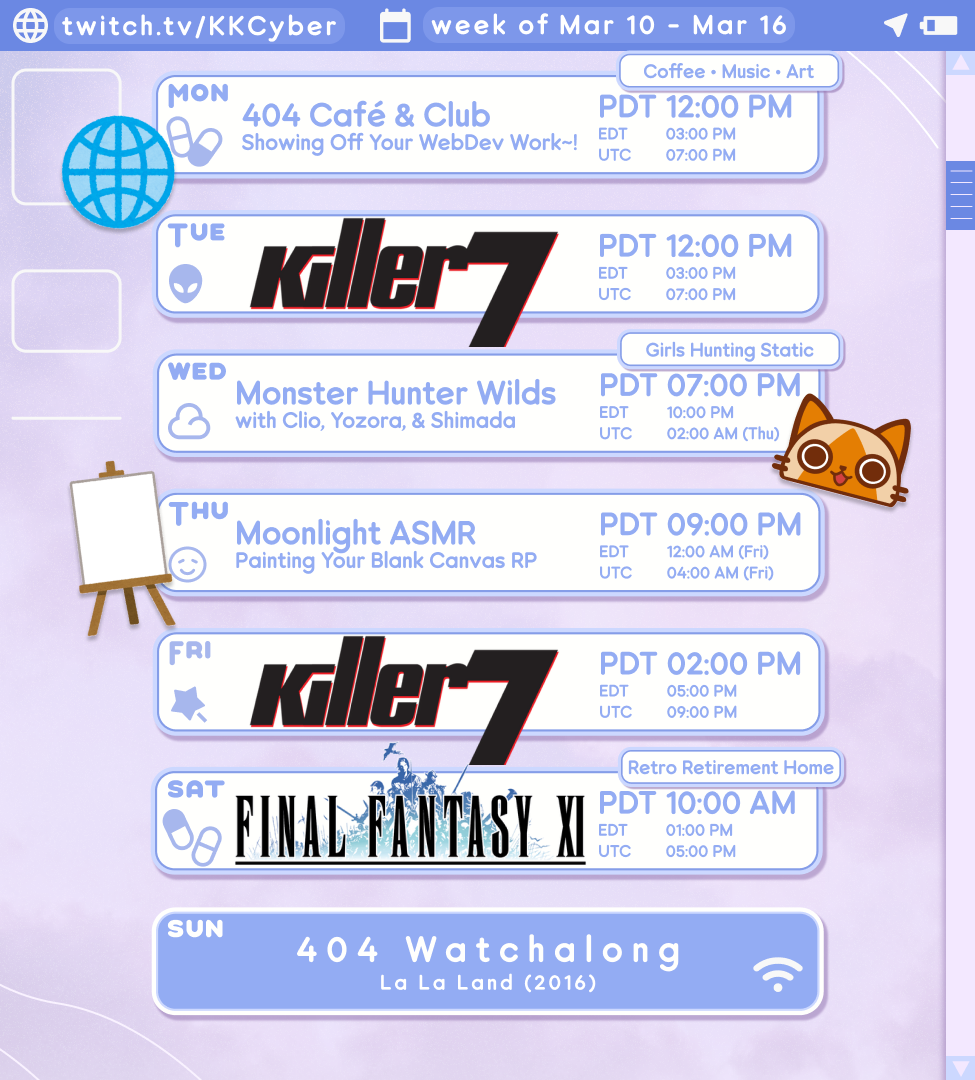 twitch.tv/KKCyber
week of Mar 10 - Mar 16
Coffee • Music • Art
MON
404 Café & Club
Showing Off Your WebDev Work~!
PDT 12:00 PM
EDT 03:00 PM
UTC 07:00 PM
TUE
Killer7
PDT 12:00 PM
EDT 03:00 PM
UTC 07:00 PM
Girls Hunting Static
WED
Monster Hunter Wilds
with Clio, Yozora, & Shimada
PDT 07:00 PM
EDT 10:00 PM
UTC 02:00 AM (Thu)
THU
Moonlight ASMR
Painting Your Blank Canvas RP
PDT 09:00 PM
EDT 12:00 AM (Fri)
UTC 04:00 AM (Fri)
FRI
Killer7
PDT 02:00 PM
EDT 05:00 PM
UTC 09:00 PM
Retro Retirement Home
SAT
FINAL FANTASY XI
PDT 10:00 AM
EDT 01:00 PM
UTC 05:00 PM
SUN
404 Watchalong
La La Land (2016)